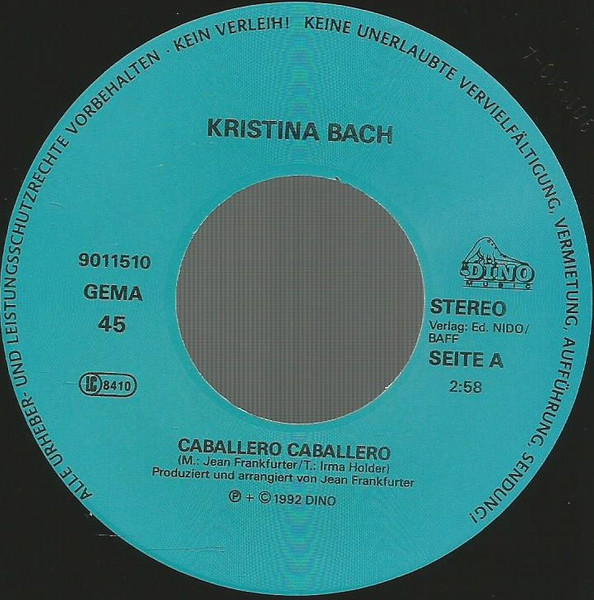 ALLE URHEBER- UND LEISTUNGSSCHUTZRECHTE VORBEHALTEN · KEIN VERLEIH! KEINE UNERLAUBTE VERVIELFÄLTIGUNG, VERMIETUNG, AUFFÜHRUNG, SENDUNG!
KRISTINA BACH
9011510
GEMA
45
LC 8410
DINO
MUSIC
STEREO
Verlag: Ed. NIDO/
BAFF
SEITE A
2:58
CABALLERO CABALLERO
(M.: Jean Frankfurter/T.: Irma Holder)
Produziert und arrangiert von Jean Frankfurter
℗ + © 1992 DINO